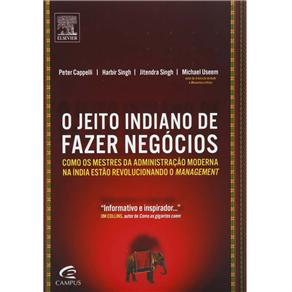 ELSEVIER
Peter Cappelli
Harbir Singh
Jitendra Singh
Michael Useem
O JEITO INDIANO DE
FAZER NEGÓCIOS
COMO OS MESTRES DA ADMINISTRAÇÃO MODERNA
NA ÍNDIA ESTÃO REVOLUCIONANDO O MANAGEMENT
“Informativo e inspirador...”
JIM COLLINS, autor de Como as gigantes caem
CAMPUS